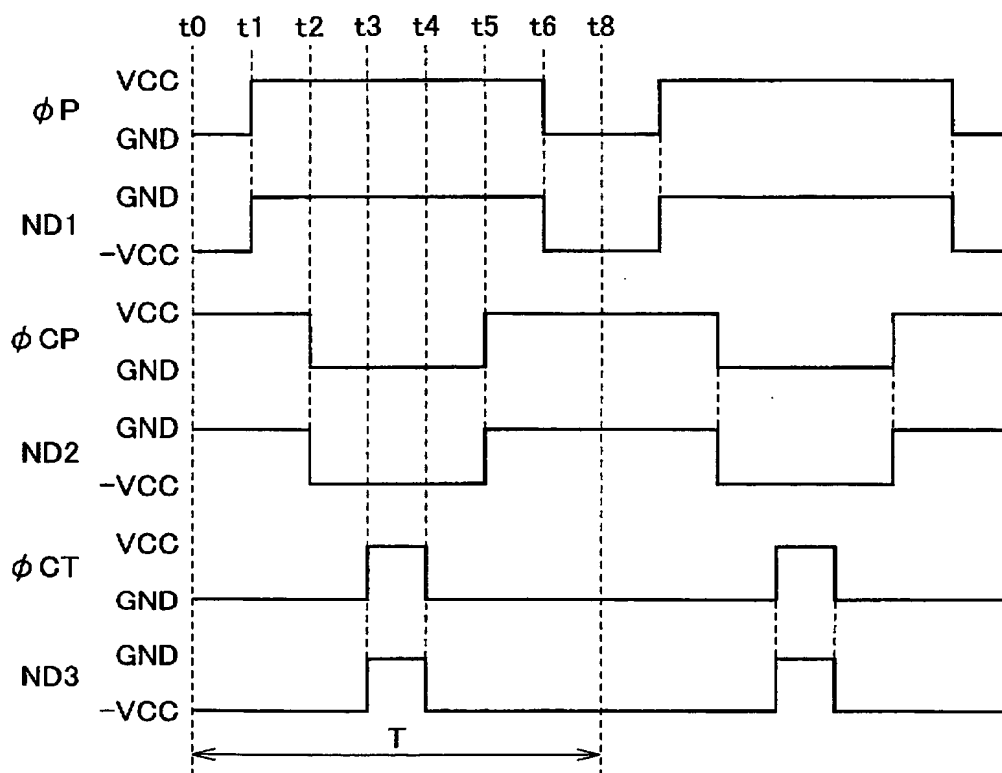 t0 t1 t2 t3 t4 t5 t6 t8
VCC
φP
GND
GND
ND1
-VCC
VCC
φCP
GND
GND
ND2
-VCC
VCC
φCT
GND
GND
ND3
-VCC
T